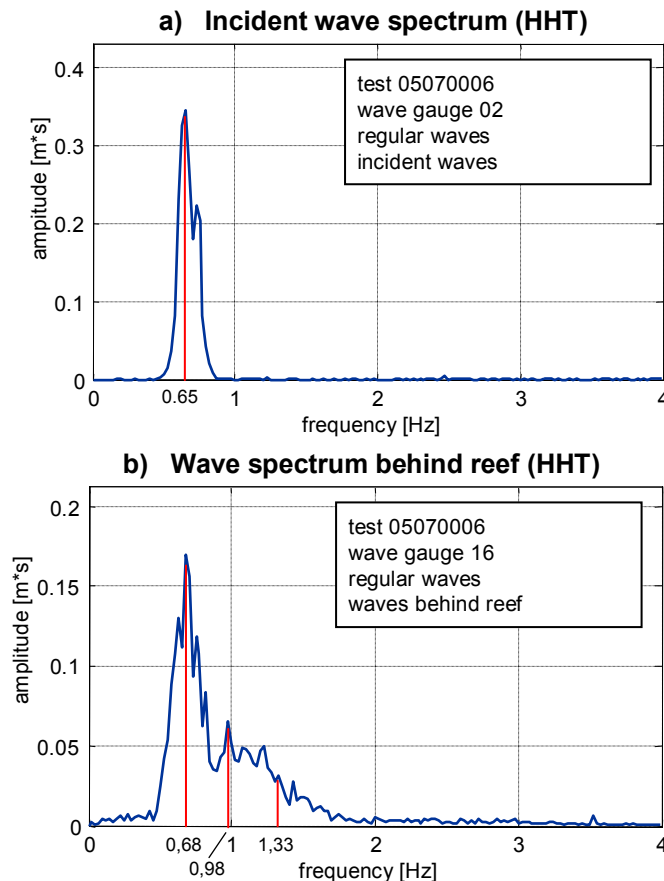 a) Incident wave spectrum (HHT)
0.4
0.3
0.2
0.1
0
ampitude [m*s]
test 05070006
wave gauge 02
regular waves
incident waves
0 0.65 1 2 3 4
frequency [Hz]
b) Wave spectrum behind reef (HHT)
0.2
0.15
0.1
0.05
0
amplitude [m*s]
test 05070006
wave gauge 16
regular waves
waves behind reef
0 0,68 1 1,33 2 3 4
0,98
frequency [Hz]